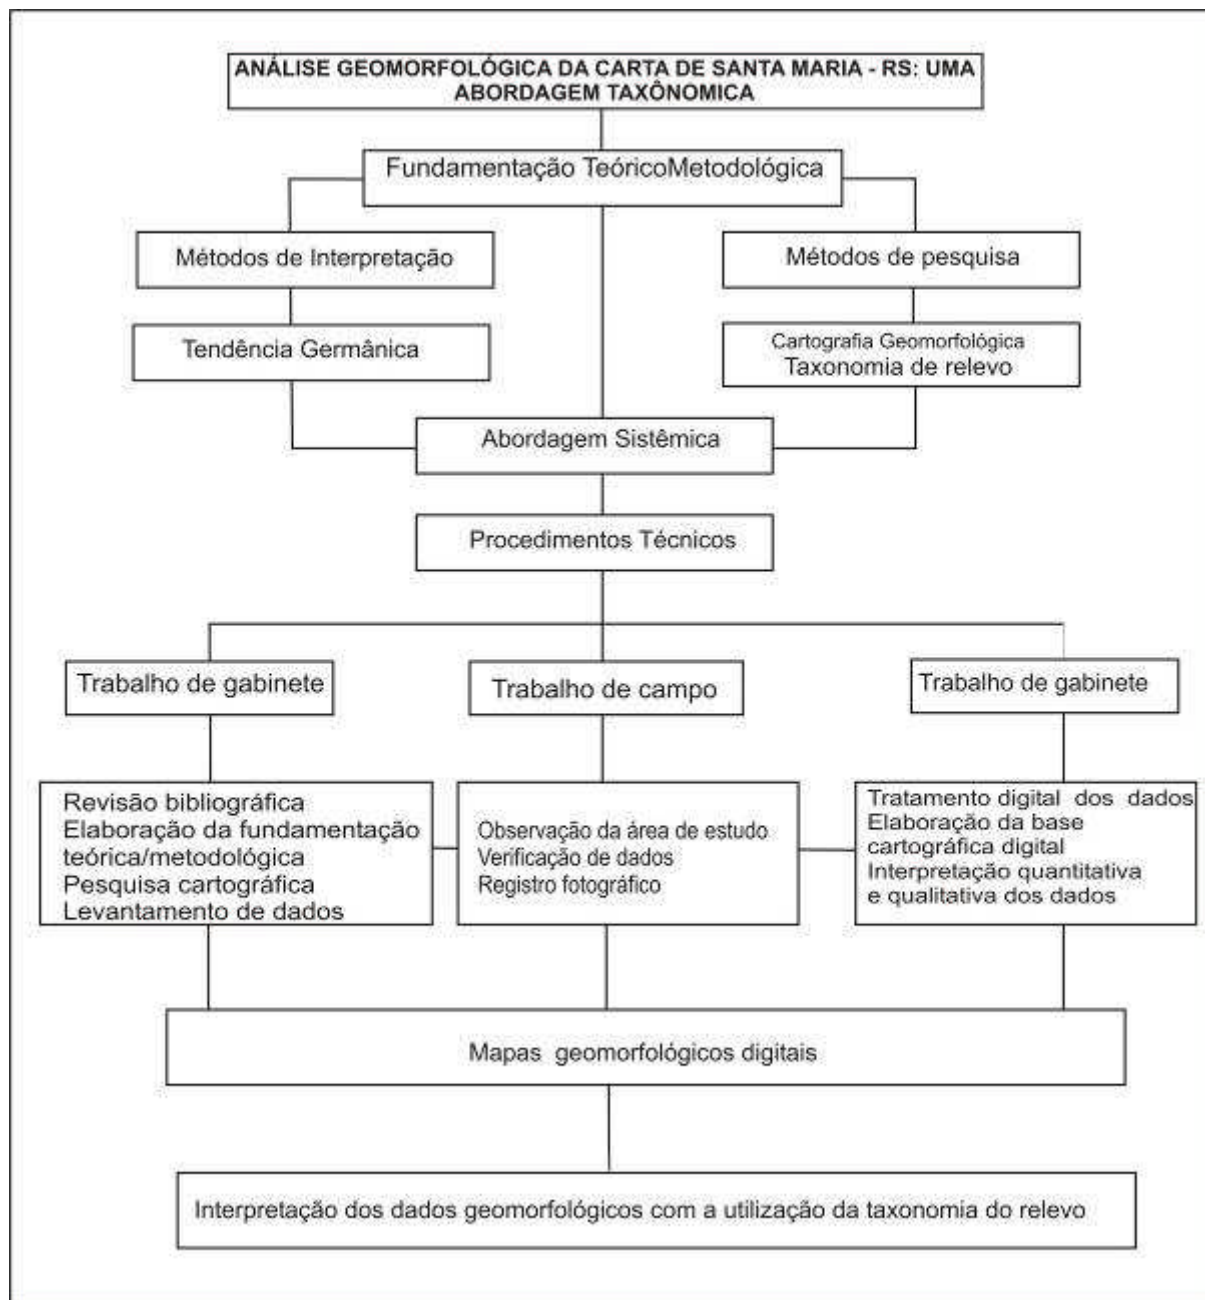 ANÁLISE GEOMORFOLÓGICA DA CARTA DE SANTA MARIA - RS: UMA
ABORDAGEM TAXÔNOMICA
Fundamentação TeóricoMetodológica
Métodos de Interpretação
Métodos de pesquisa
Tendência Germânica
Cartografia Geomorfológica
Taxonomia de relevo
Abordagem Sistêmica
Procedimentos Técnicos
Trabalho de gabinete
Trabalho de campo
Trabalho de gabinete
Revisão bibliográfica
Elaboração da fundamentação
teórica/metodológica
Pesquisa cartográfica
Levantamento de dados
Observação da área de estudo
Verificação de dados
Registro fotográfico
Tratamento digital dos dados
Elaboração da base
cartográfica digital
Interpretação quantitativa
e qualitativa dos dados
Mapas geomorfológicos digitais
Interpretação dos dados geomorfológicos com a utilização da taxonomia do relevo